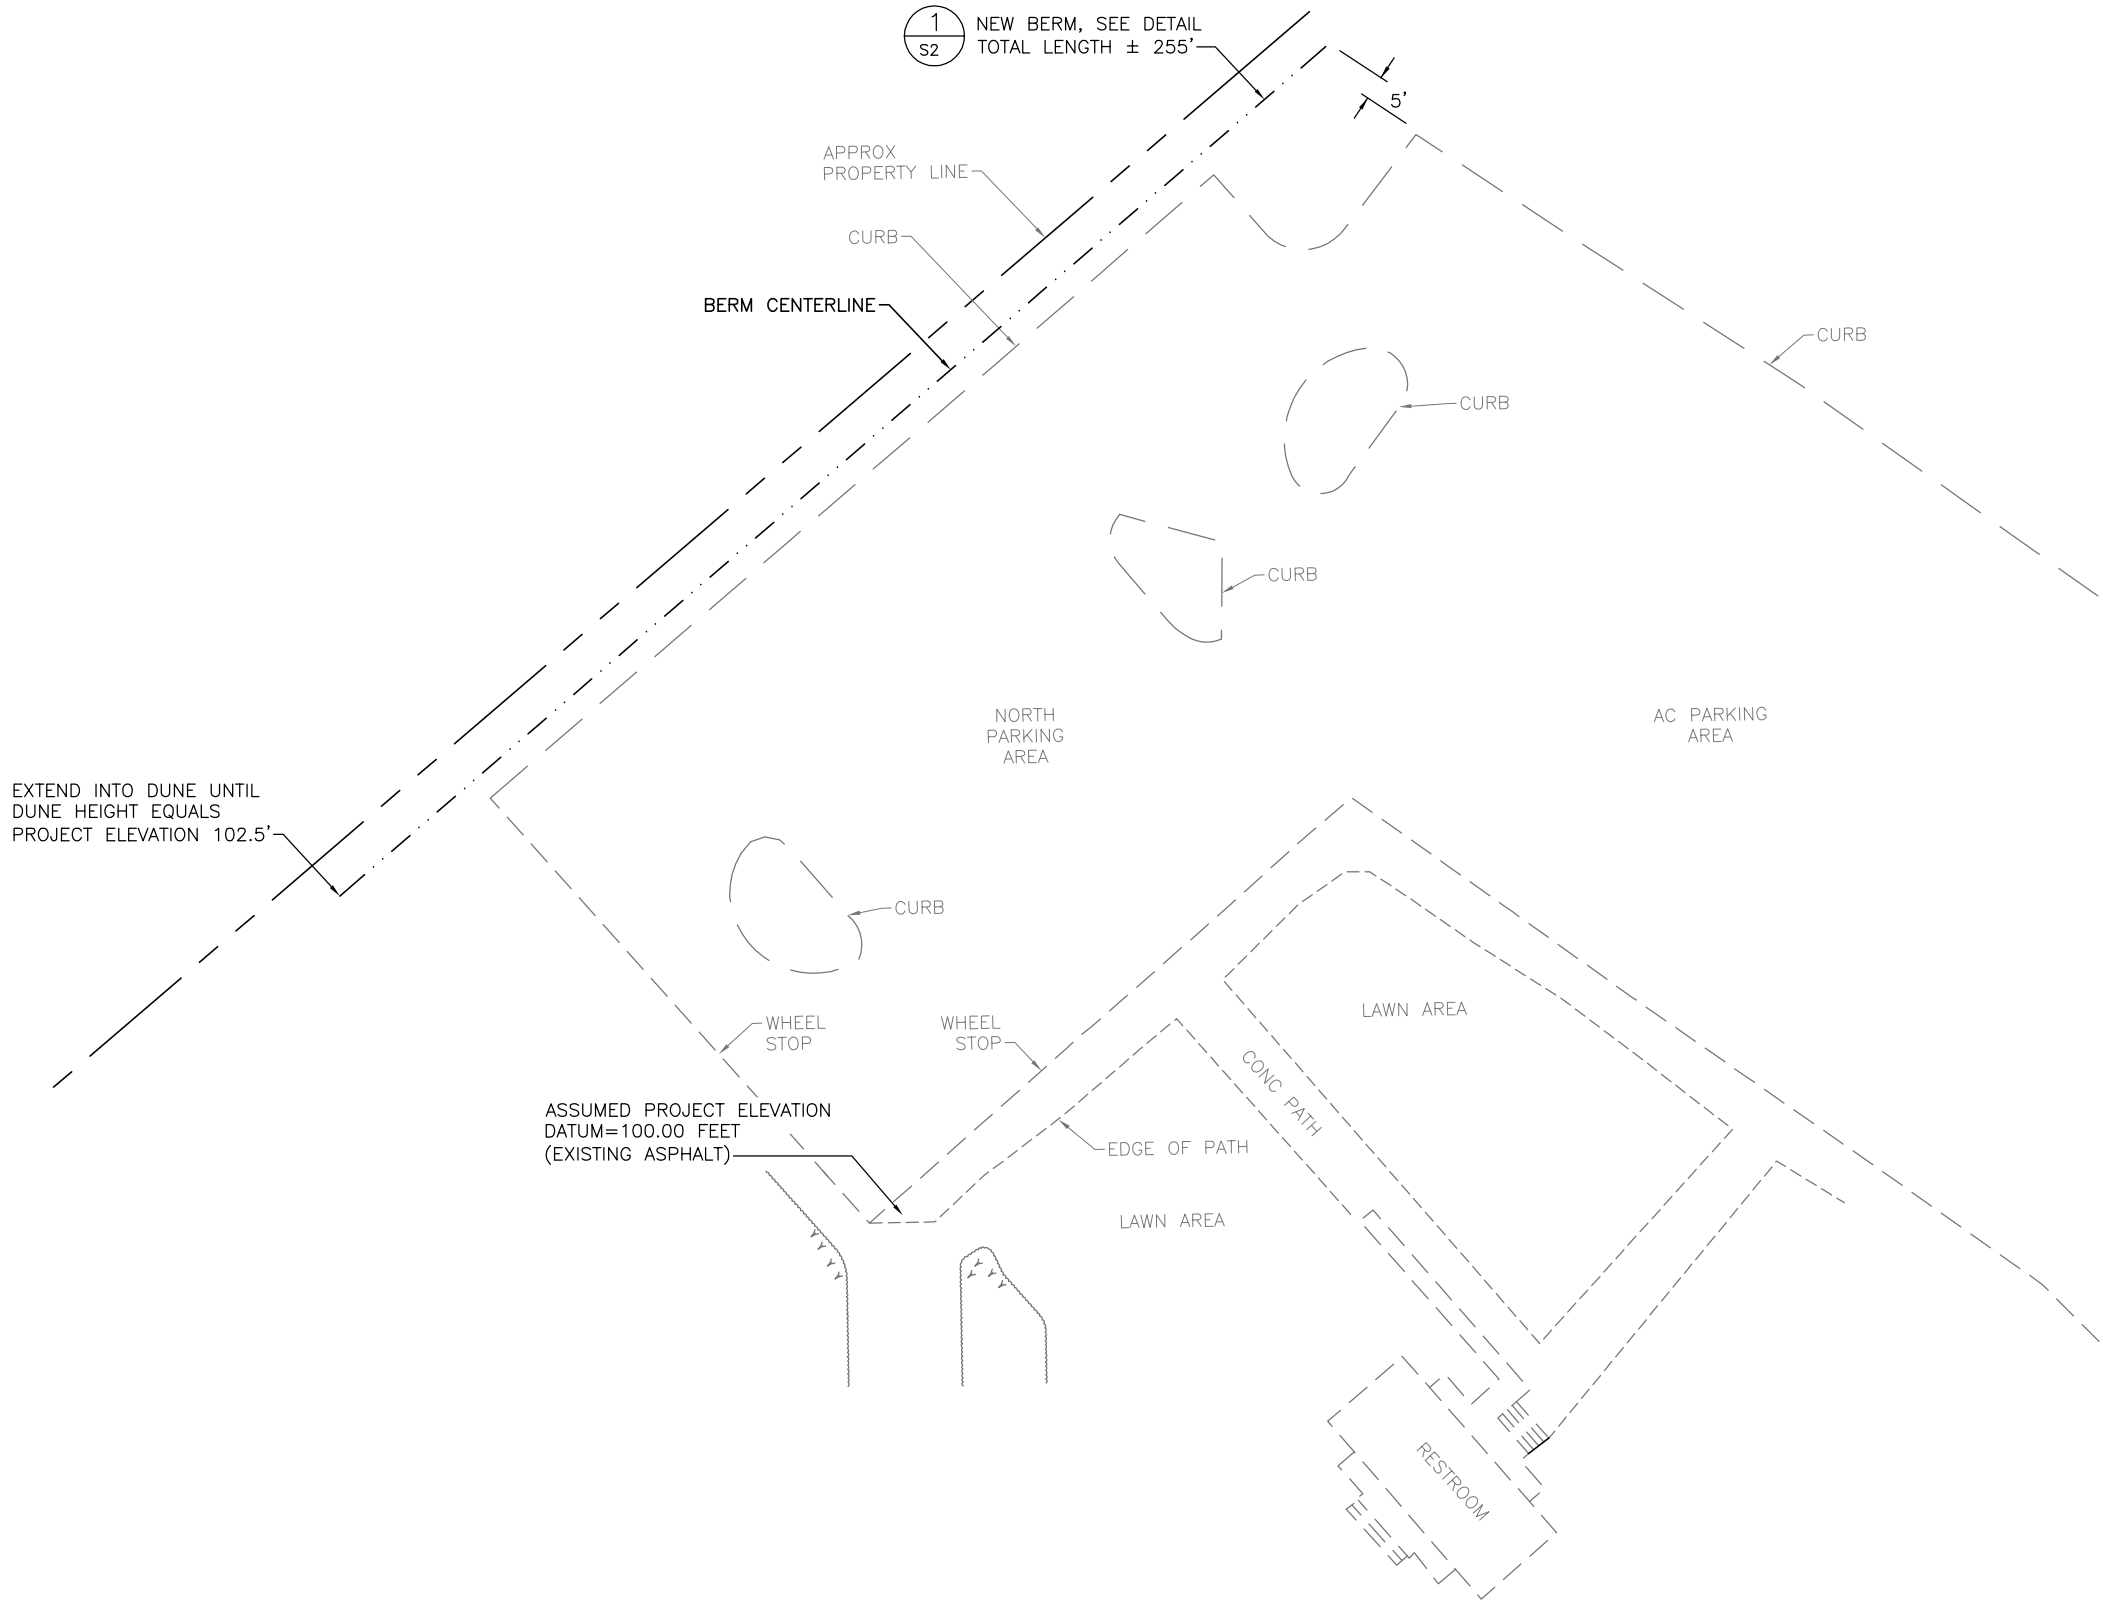 1
S2
NEW BERM, SEE DETAIL
TOTAL LENGTH ± 255'
5'
APPROX
PROPERTY LINE
CURB
BERM CENTERLINE
CURB
CURB
CURB
NORTH
PARKING
AREA
AC PARKING
AREA
EXTEND INTO DUNE UNTIL
DUNE HEIGHT EQUALS
PROJECT ELEVATION 102.5'
CURB
WHEEL
STOP
WHEEL
STOP
LAWN AREA
CONC PATH
ASSUMED PROJECT ELEVATION
DATUM=100.00 FEET
(EXISTING ASPHALT)
EDGE OF PATH
LAWN AREA
RESTROOM